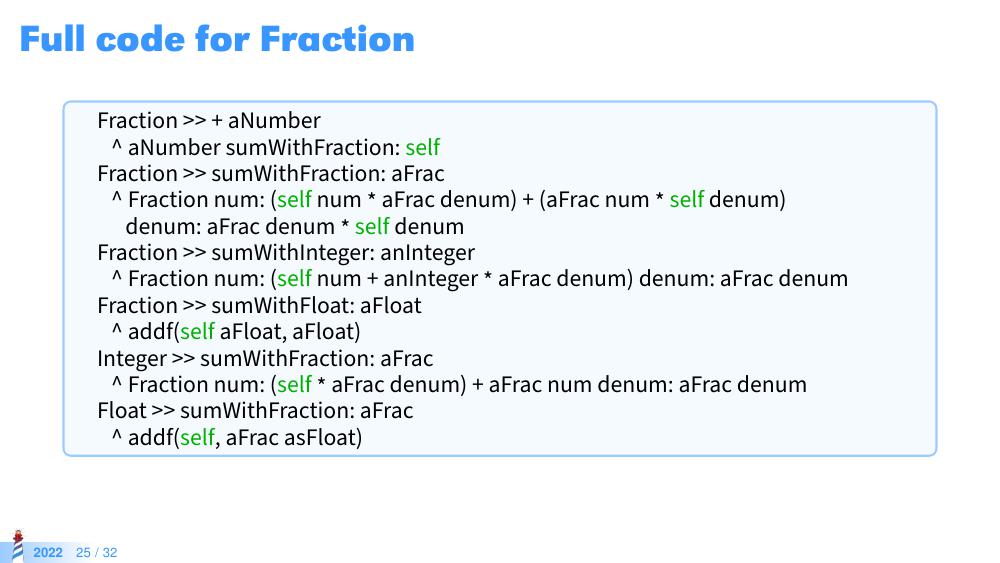 Full code for Fraction
Fraction >> + aNumber
^ aNumber sumWithFraction: self
Fraction >> sumWithFraction: aFrac
^ Fraction num: (self num * aFrac denum) + (aFrac num * self denum)
denum: aFrac denum * self denum
Fraction >> sumWithInteger: anInteger
^ Fraction num: (self num + anInteger * aFrac denum) denum: aFrac denum
Fraction >> sumWithFloat: aFloat
^ addf(self aFloat, aFloat)
Integer >> sumWithFraction: aFrac
^ Fraction num: (self * aFrac denum) + aFrac num denum: aFrac denum
Float >> sumWithFraction: aFrac
^ addf(self, aFrac asFloat)
2022 25 / 32